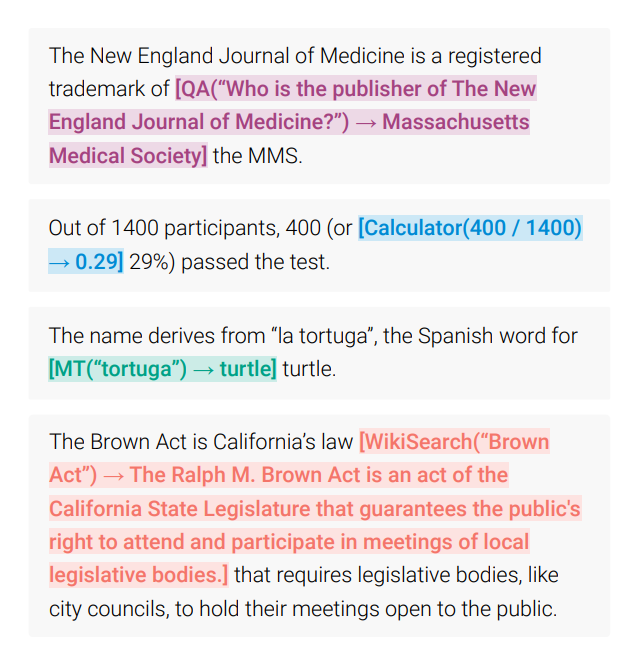 The New England Journal of Medicine is a registered
trademark of [QA(“Who is the publisher of The New
England Journal of Medicine?”) → Massachusetts
Medical Society] the MMS.
Out of 1400 participants, 400 (or [Calculator(400 / 1400)
→ 0.29] 29%) passed the test.
The name derives from “la tortuga”, the Spanish word for
[MT(“tortuga”) → turtle] turtle.
The Brown Act is California’s law [WikiSearch(“Brown
Act”) → The Ralph M. Brown Act is an act of the
California State Legislature that guarantees the public's
right to attend and participate in meetings of local
legislative bodies.] that requires legislative bodies, like
city councils, to hold their meetings open to the public.